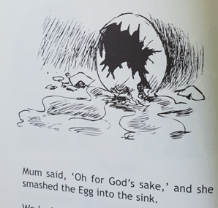 Mum said, 'Oh for God's sake,' and she
smashed the Egg into the sink.